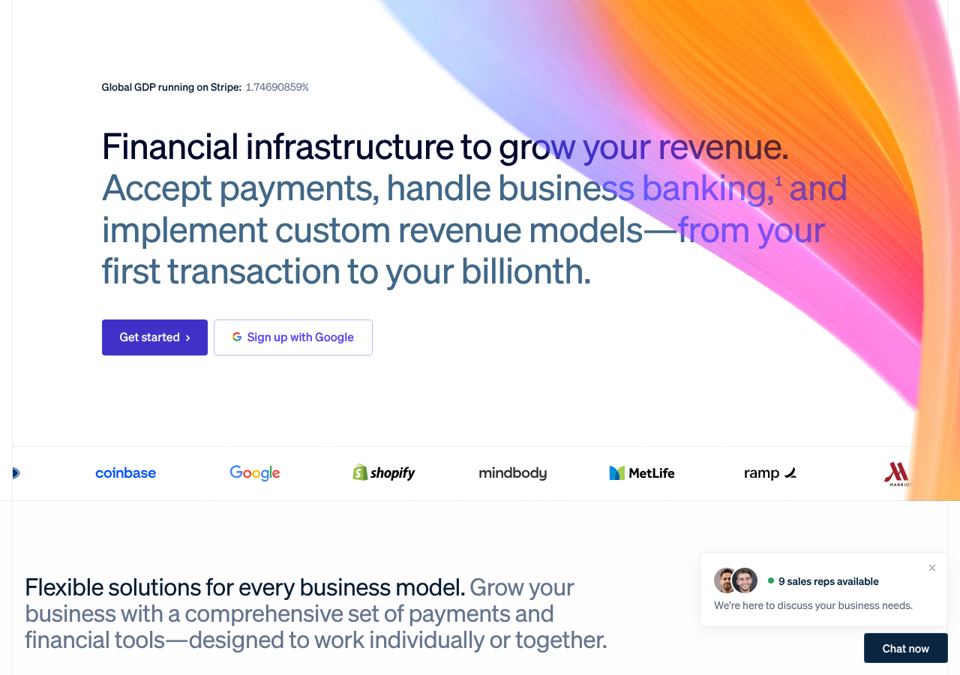 Global GDP running on Stripe: 1.74690859%
Financial infrastructure to grow your revenue.
Accept payments, handle business banking,¹ and
implement custom revenue models—from your
first transaction to your billionth.
Get started ›
Sign up with Google
coinbase Google shopify mindbody MetLife ramp
Flexible solutions for every business model. Grow your
business with a comprehensive set of payments and
financial tools—designed to work individually or together.
9 sales reps available
We're here to discuss your business needs.
Chat now